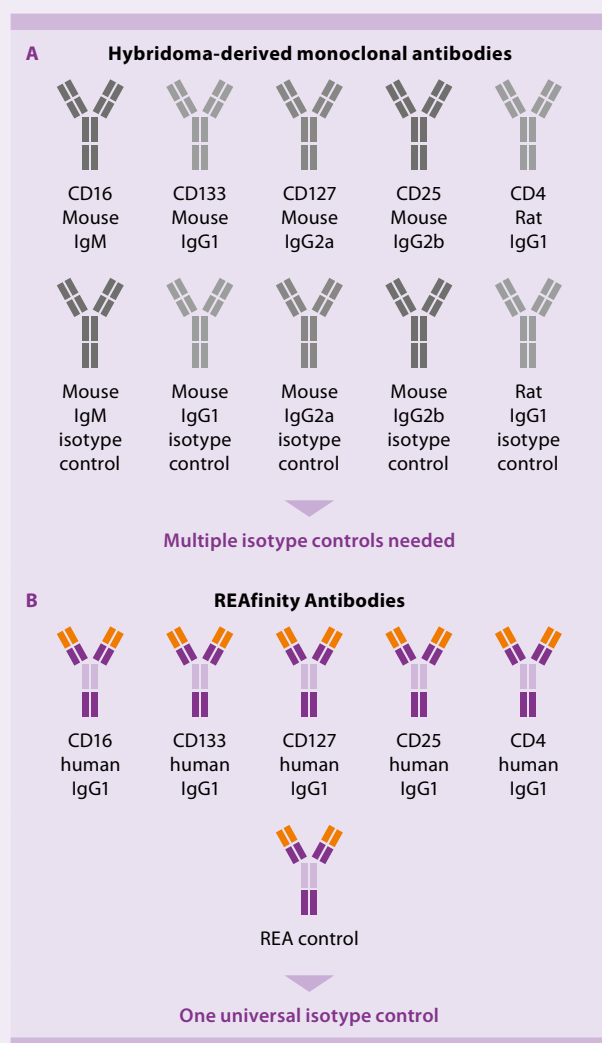 A
Hybridoma-derived monoclonal antibodies
CD16
Mouse
IgM
CD133
Mouse
IgG1
CD127
Mouse
IgG2a
CD25
Mouse
IgG2b
CD4
Rat
IgG1
Mouse
IgM
isotype
control
Mouse
IgG1
isotype
control
Mouse
IgG2a
isotype
control
Mouse
IgG2b
isotype
control
Rat
IgG1
isotype
control
Multiple isotype controls needed
B
REAfinity Antibodies
CD16
human
IgG1
CD133
human
IgG1
CD127
human
IgG1
CD25
human
IgG1
CD4
human
IgG1
REA control
One universal isotype control